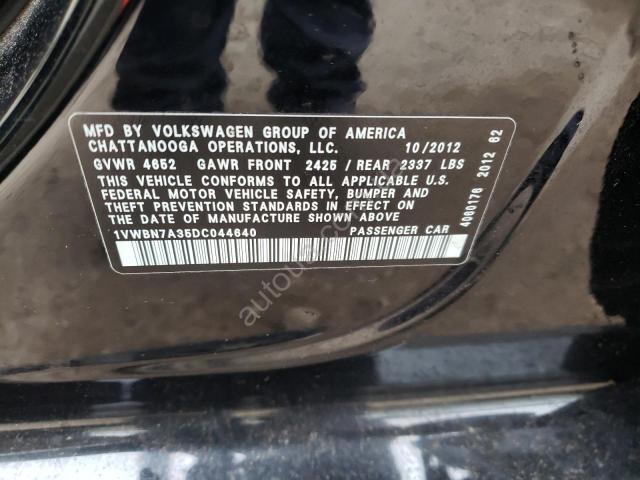 MFD BY VOLKSWAGEN GROUP OF AMERICA
CHATTANOOGA OPERATIONS, LLC. 10/2012
GVWR 4652 GAWR FRONT 2425 / REAR 2337 LBS
THIS VEHICLE CONFORMS TO ALL APPLICABLE U.S.
FEDERAL MOTOR VEHICLE SAFETY, BUMPER AND
THEFT PREVENTION STANDARDS IN EFFECT ON
THE DATE OF MANUFACTURE SHOWN ABOVE
1VWBN7A35DC044640 PASSENGER CAR
4060176 2012 62